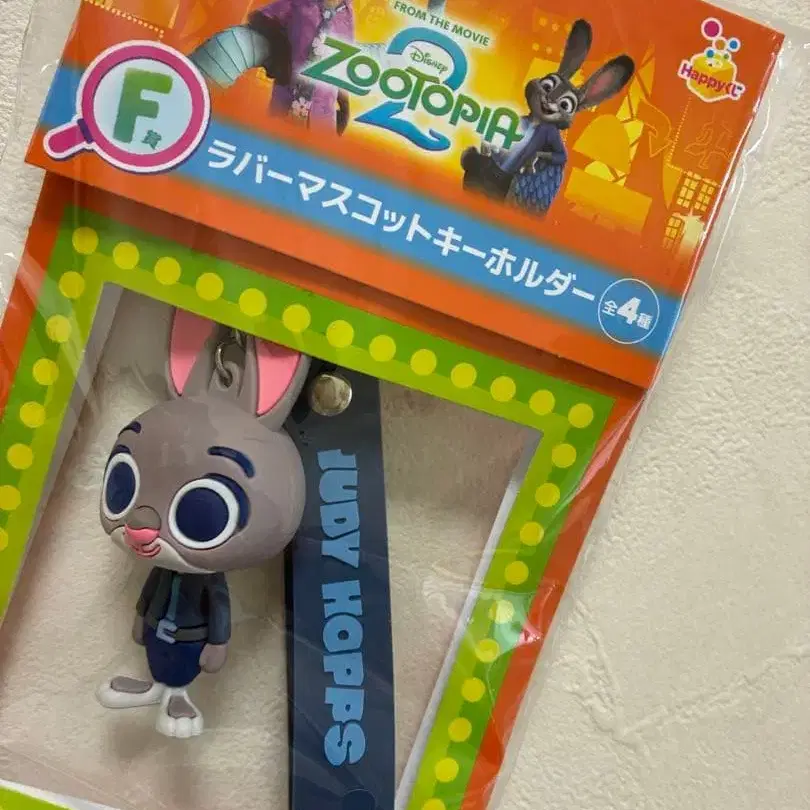 FROM THE MOVIE
Disney
ZOOTOPIA
2
Happyくじ
F賞
ラバーマスコットキーホルダー
全4種
JUDY HOPPS